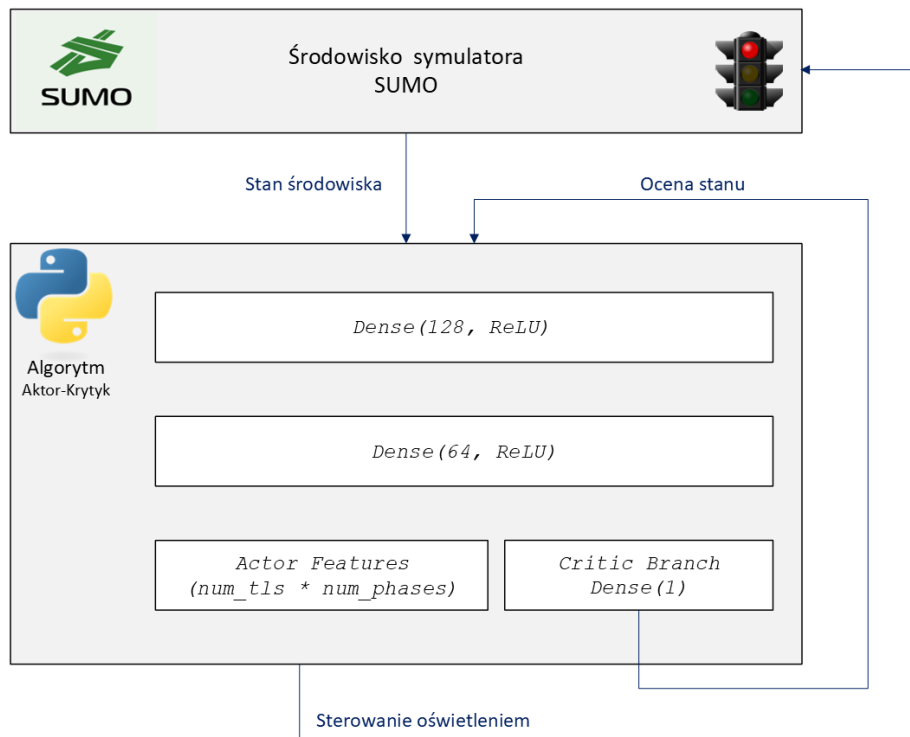 SUMO
Środowisko symulatora
SUMO
Stan środowiska
Ocena stanu
Algorytm
Aktor-Krytyk
Dense(128, ReLU)
Dense(64, ReLU)
Actor Features
(num_tls * num_phases)
Critic Branch
Dense(1)
Sterowanie oświetleniem